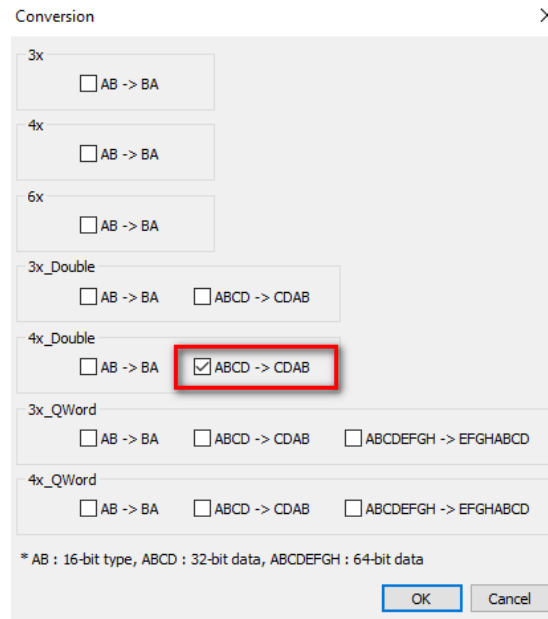 Conversion
3x
AB -> BA
4x
AB -> BA
6x
AB -> BA
3x_Double
AB -> BA ABCD -> CDAB
4x_Double
AB -> BA ABCD -> CDAB
3x_QWord
AB -> BA ABCD -> CDAB ABCDEFGH -> EFGHABCD
4x_QWord
AB -> BA ABCD -> CDAB ABCDEFGH -> EFGHABCD
* AB : 16-bit type, ABCD : 32-bit data, ABCDEFGH : 64-bit data
OK Cancel